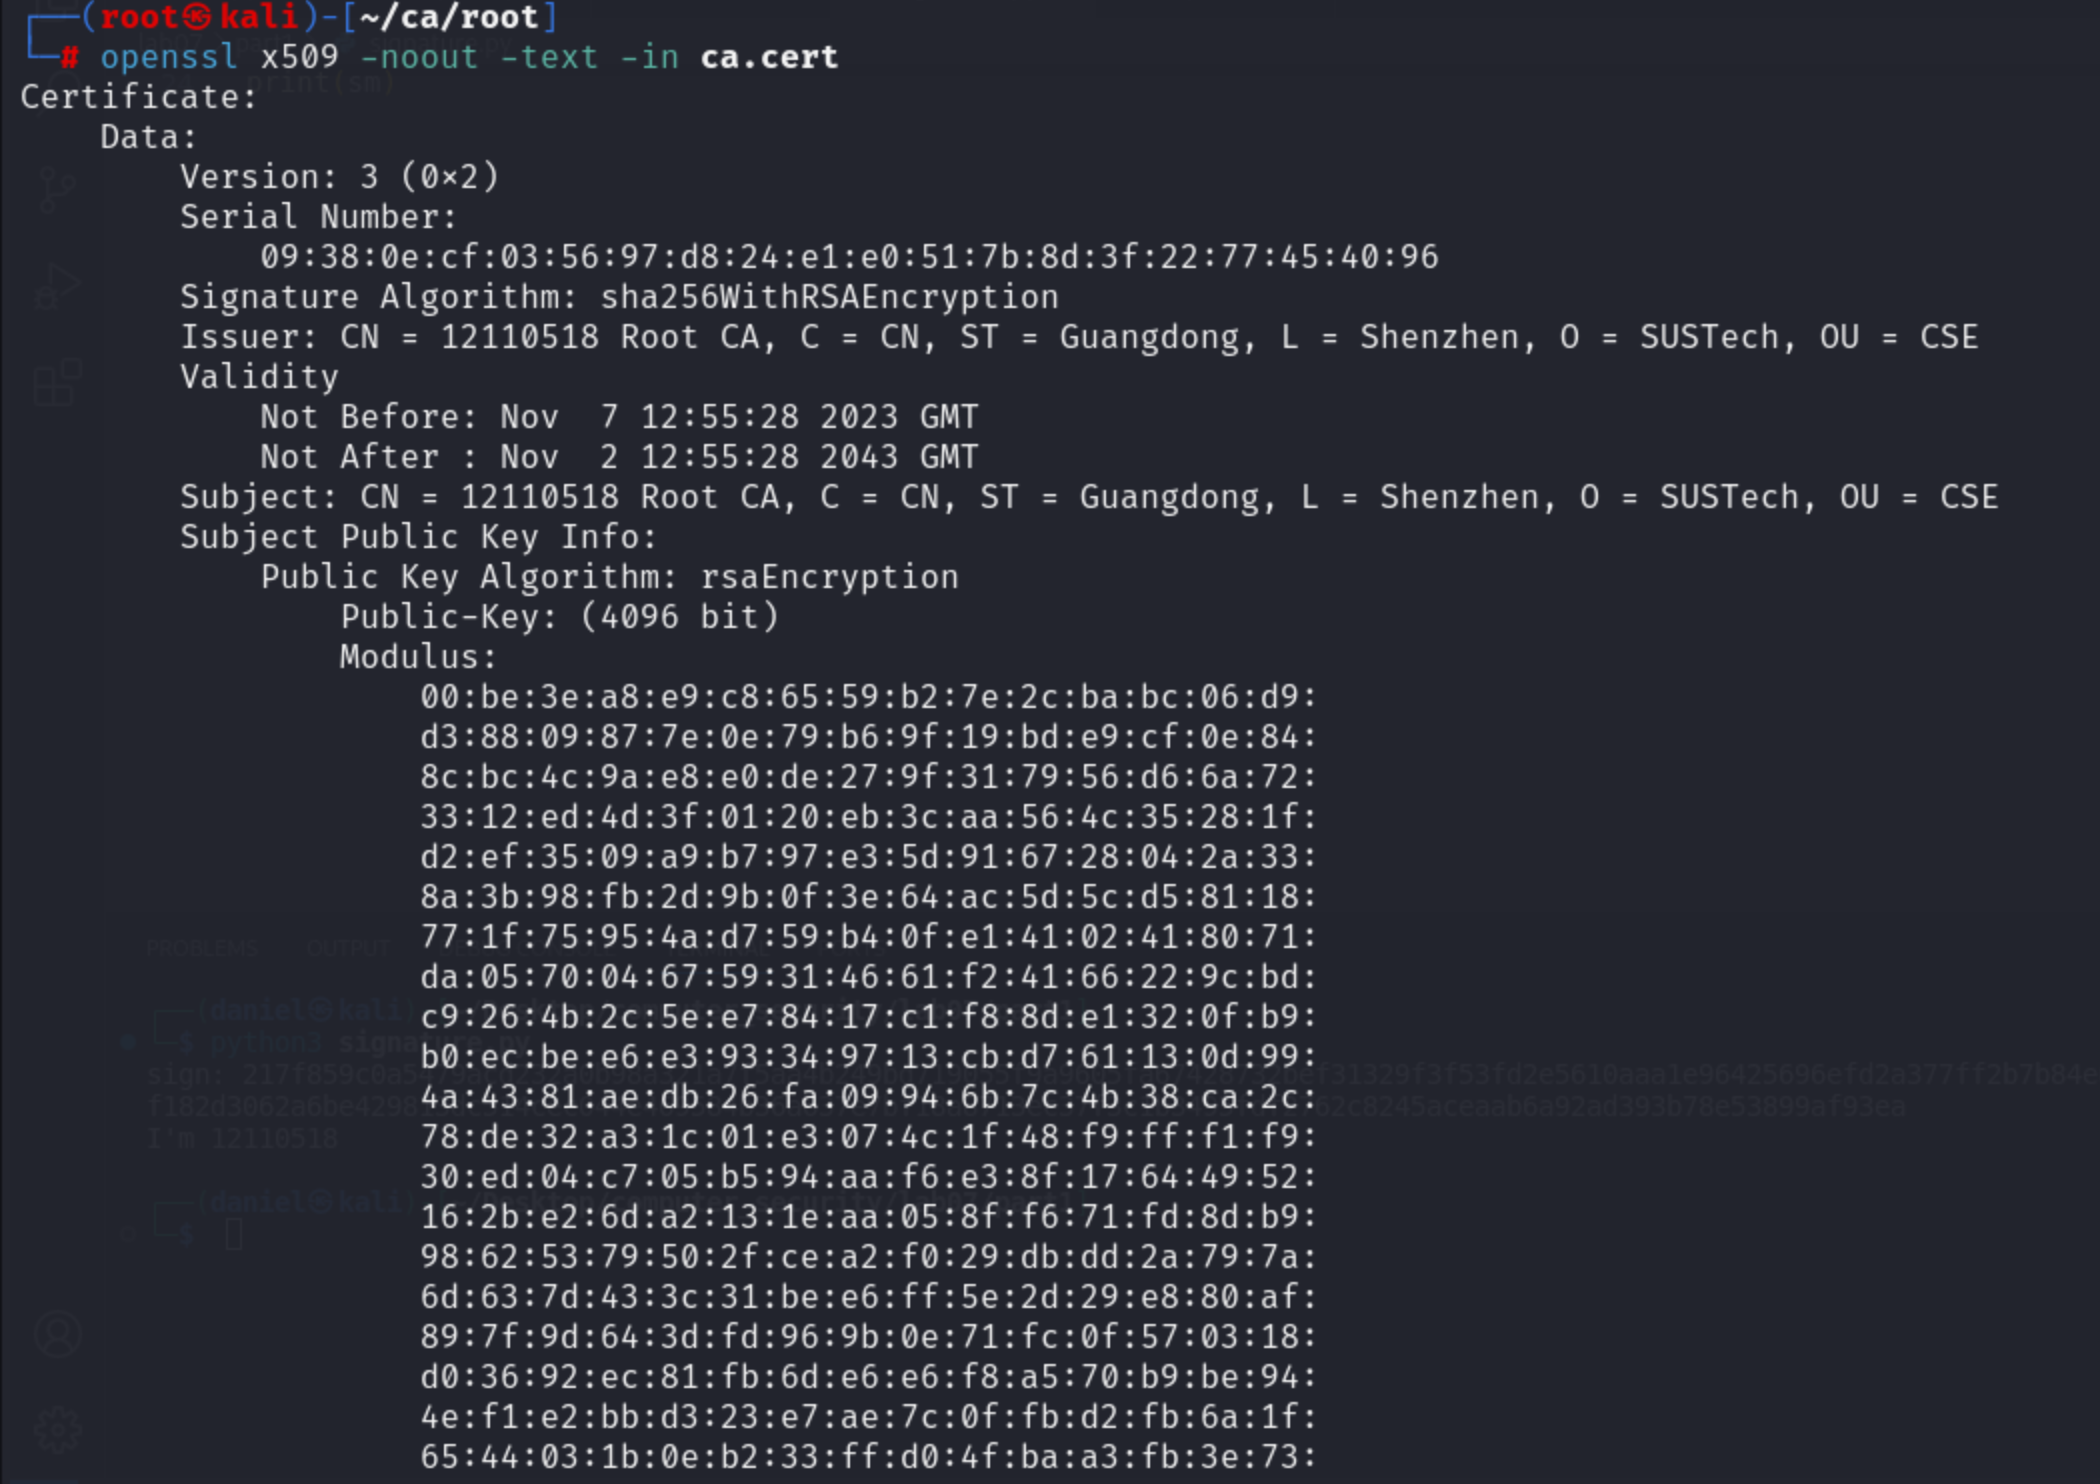 ┌──(root㉿kali)-[~/ca/root]
└─# openssl x509 -noout -text -in ca.cert
print(sm)
Certificate:
Data:
Version: 3 (0×2)
Serial Number:
09:38:0e:cf:03:56:97:d8:24:e1:e0:51:7b:8d:3f:22:77:45:40:96
Signature Algorithm: sha256WithRSAEncryption
Issuer: CN = 12110518 Root CA, C = CN, ST = Guangdong, L = Shenzhen, O = SUSTech, OU = CSE
Validity
Not Before: Nov  7 12:55:28 2023 GMT
Not After : Nov  2 12:55:28 2043 GMT
Subject: CN = 12110518 Root CA, C = CN, ST = Guangdong, L = Shenzhen, O = SUSTech, OU = CSE
Subject Public Key Info:
Public Key Algorithm: rsaEncryption
Public-Key: (4096 bit)
Modulus:
00:be:3e:a8:e9:c8:65:59:b2:7e:2c:ba:bc:06:d9:
d3:88:09:87:7e:0e:79:b6:9f:19:bd:e9:cf:0e:84:
8c:bc:4c:9a:e8:e0:de:27:9f:31:79:56:d6:6a:72:
33:12:ed:4d:3f:01:20:eb:3c:aa:56:4c:35:28:1f:
d2:ef:35:09:a9:b7:97:e3:5d:91:67:28:04:2a:33:
8a:3b:98:fb:2d:9b:0f:3e:64:ac:5d:5c:d5:81:18:
77:1f:75:95:4a:d7:59:b4:0f:e1:41:02:41:80:71:
PROBLEMS OUTPUT
da:05:70:04:67:59:31:46:61:f2:41:66:22:9c:bd:
(daniel㉿kali)
c9:26:4b:2c:5e:e7:84:17:c1:f8:8d:e1:32:0f:b9:
$ python3 signature.py
b0:ec:be:e6:e3:93:34:97:13:cb:d7:61:13:0d:99:
4a:43:81:ae:db:26:fa:09:94:6b:7c:4b:38:ca:2c:
I'm 12110518
78:de:32:a3:1c:01:e3:07:4c:1f:48:f9:ff:f1:f9:
30:ed:04:c7:05:b5:94:aa:f6:e3:8f:17:64:49:52:
(daniel㉿kali)
16:2b:e2:6d:a2:13:1e:aa:05:8f:f6:71:fd:8d:b9:
$
98:62:53:79:50:2f:ce:a2:f0:29:db:dd:2a:79:7a:
6d:63:7d:43:3c:31:be:e6:ff:5e:2d:29:e8:80:af:
89:7f:9d:64:3d:fd:96:9b:0e:71:fc:0f:57:03:18:
d0:36:92:ec:81:fb:6d:e6:e6:f8:a5:70:b9:be:94:
4e:f1:e2:bb:d3:23:e7:ae:7c:0f:fb:d2:fb:6a:1f:
65:44:03:1b:0e:b2:33:ff:d0:4f:ba:a3:fb:3e:73: